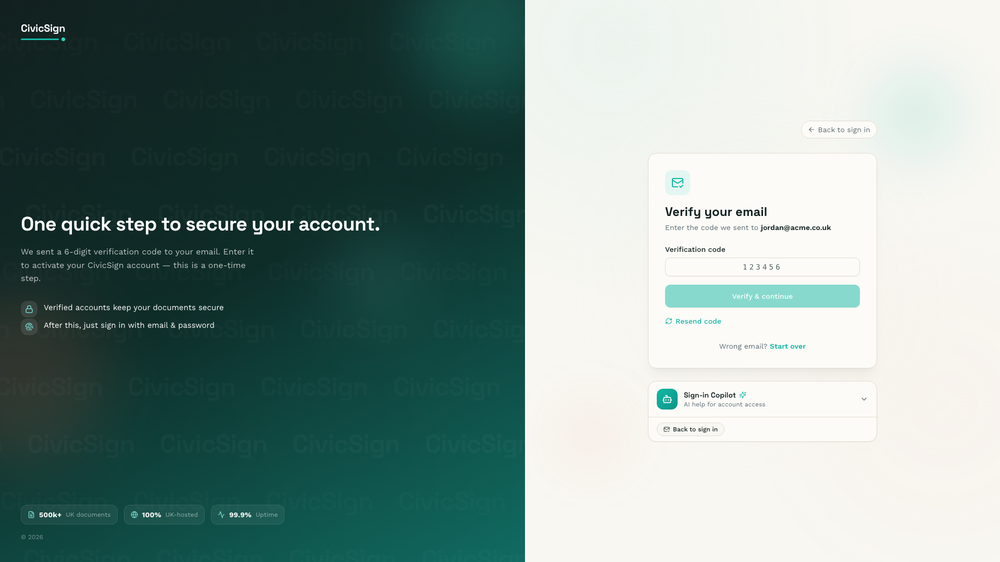 CivicSign
One quick step to secure your account.
We sent a 6-digit verification code to your email. Enter it
to activate your CivicSign account — this is a one-time
step.
Verified accounts keep your documents secure
After this, just sign in with email & password
500k+ UK documents
100% UK-hosted
99.9% Uptime
© 2026
Back to sign in
Verify your email
Enter the code we sent to jordan@acme.co.uk
Verification code
123456
Verify & continue
Resend code
Wrong email? Start over
Sign-in Copilot
AI help for account access
Back to sign in